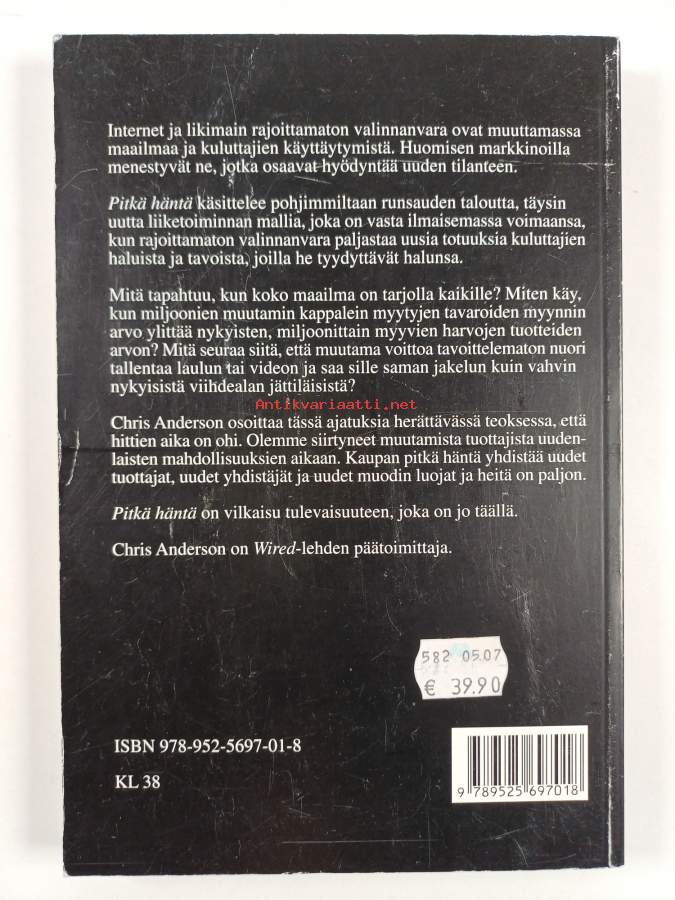 Internet ja likimain rajoittamaton valinnanvara ovat muuttamassa
maailmaa ja kuluttajien käyttäytymistä. Huomisen markkinoilla
menestyvät ne, jotka osaavat hyödyntää uuden tilanteen.
Pitkä häntä käsittelee pohjimmiltaan runsauden taloutta, täysin
uutta liiketoiminnan mallia, joka on vasta ilmaisemassa voimaansa,
kun rajoittamaton valinnanvara paljastaa uusia totuuksia kuluttajien
haluista ja tavoista, joilla he tyydyttävät halunsa.
Mitä tapahtuu, kun koko maailma on tarjolla kaikille? Miten käy,
kun miljoonien muutamin kappalein myytyjen tavaroiden myynnin
arvo ylittää nykyisten, miljoonittain myyvien harvojen tuotteiden
arvon? Mitä seuraa siitä, että muutama voittoa tavoittelematon nuori
tallentaa laulun tai videon ja saa sille saman jakelun kuin vahvin
nykyisistä viihdealan jättiläisistä?
Antikvariaatti.net
Chris Anderson osoittaa tässä ajatuksia herättävässä teoksessa, että
hittien aika on ohi. Olemme siirtyneet muutamista tuottajista uuden-
laisten mahdollisuuksien aikaan. Kaupan pitkä häntä yhdistää uudet
tuottajat, uudet yhdistäjät ja uudet muodin luojat ja heitä on paljon.
Pitkä häntä on vilkaisu tulevaisuuteen, joka on jo täällä.
Chris Anderson on Wired-lehden päätoimittaja.
582 05.07
€ 39.90
ISBN 978-952-5697-01-8
KL 38
9 789525 697018